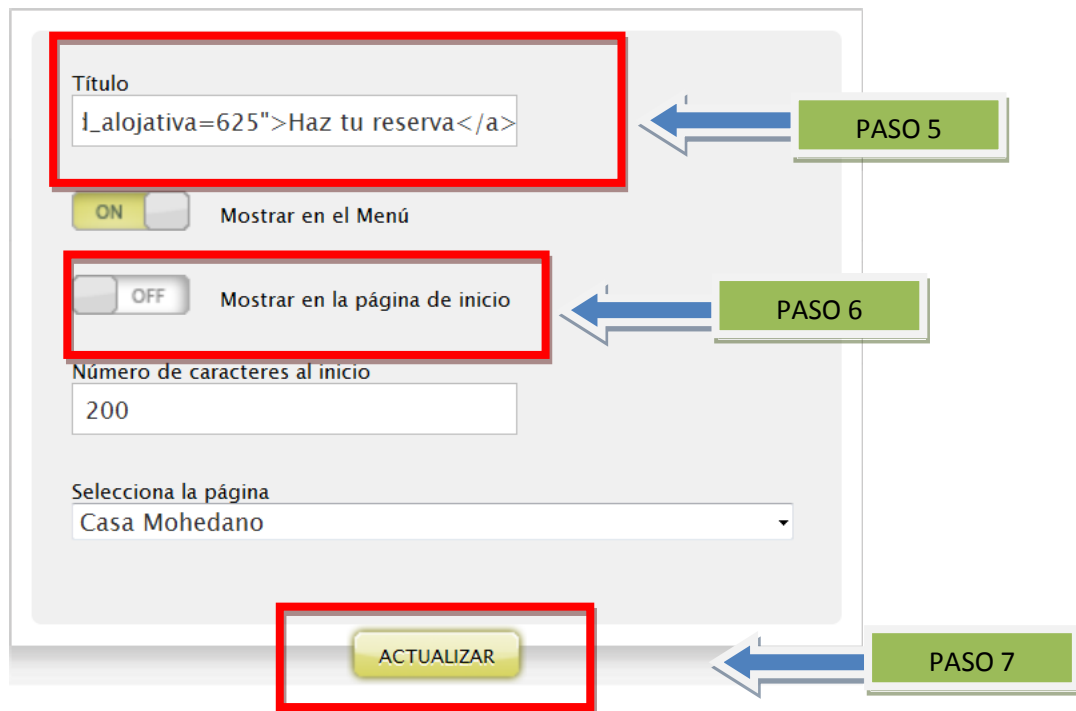 Título
d_alojativa=625">Haz tu reserva</a>
PASO 5
ON
Mostrar en el Menú
OFF
Mostrar en la página de inicio
PASO 6
Número de caracteres al inicio
200
Selecciona la página
Casa Mohedano
ACTUALIZAR
PASO 7